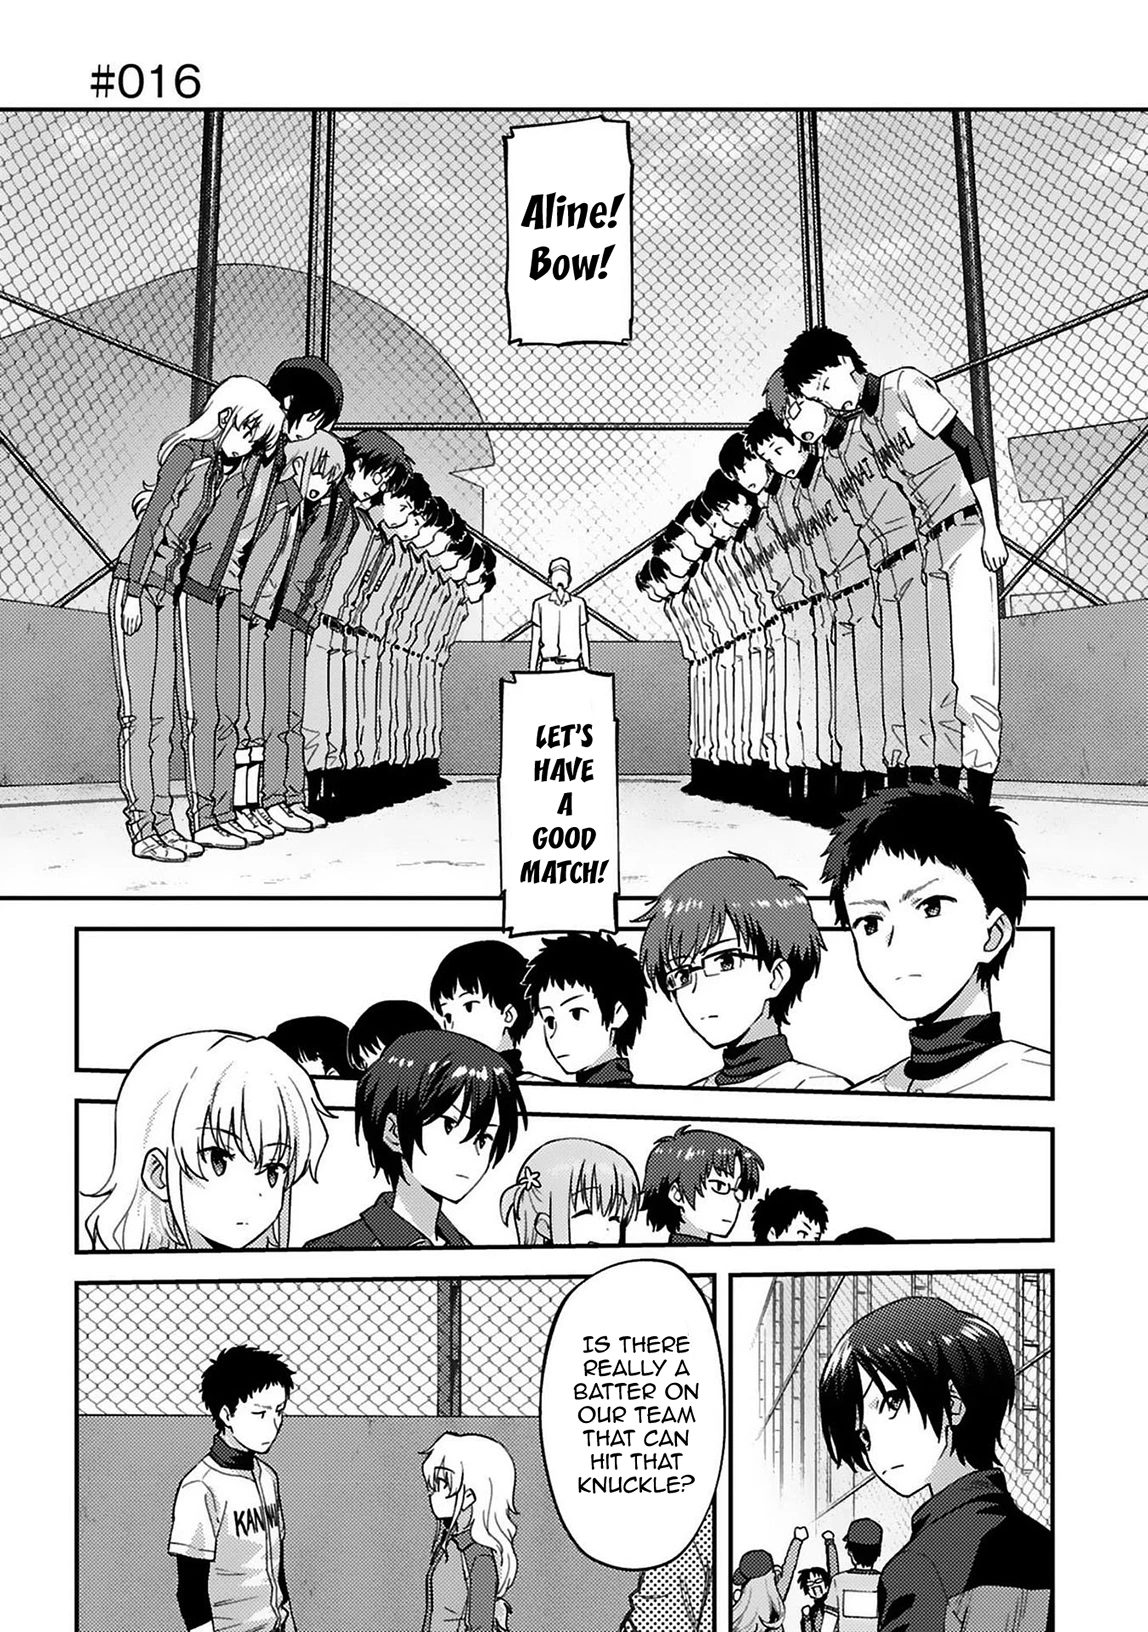 #016
Aline!
Bow!
LET'S
HAVE
A
GOOD
MATCH!
IS THERE
REALLY A
BATTER ON
OUR TEAM
THAT CAN
HIT THAT
KNUCKLE?